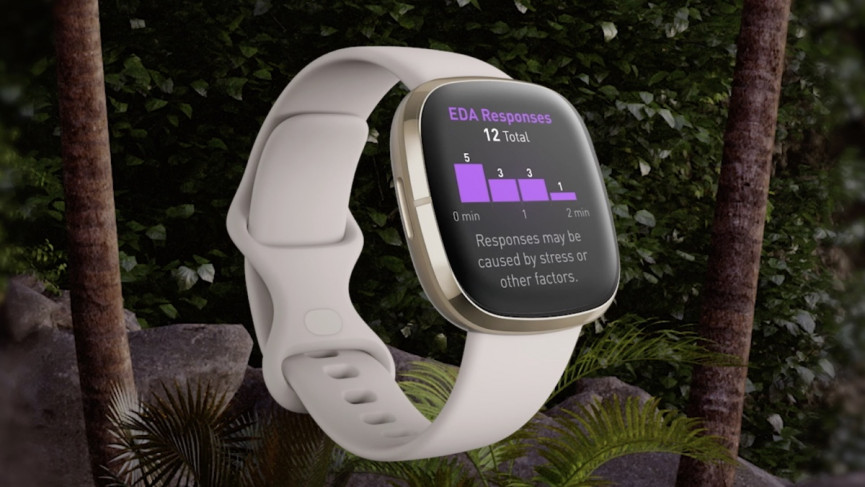 EDA Responses
12 Total
5
3
3
1
0 min 1 2 min
Responses may be
caused by stress or
other factors.